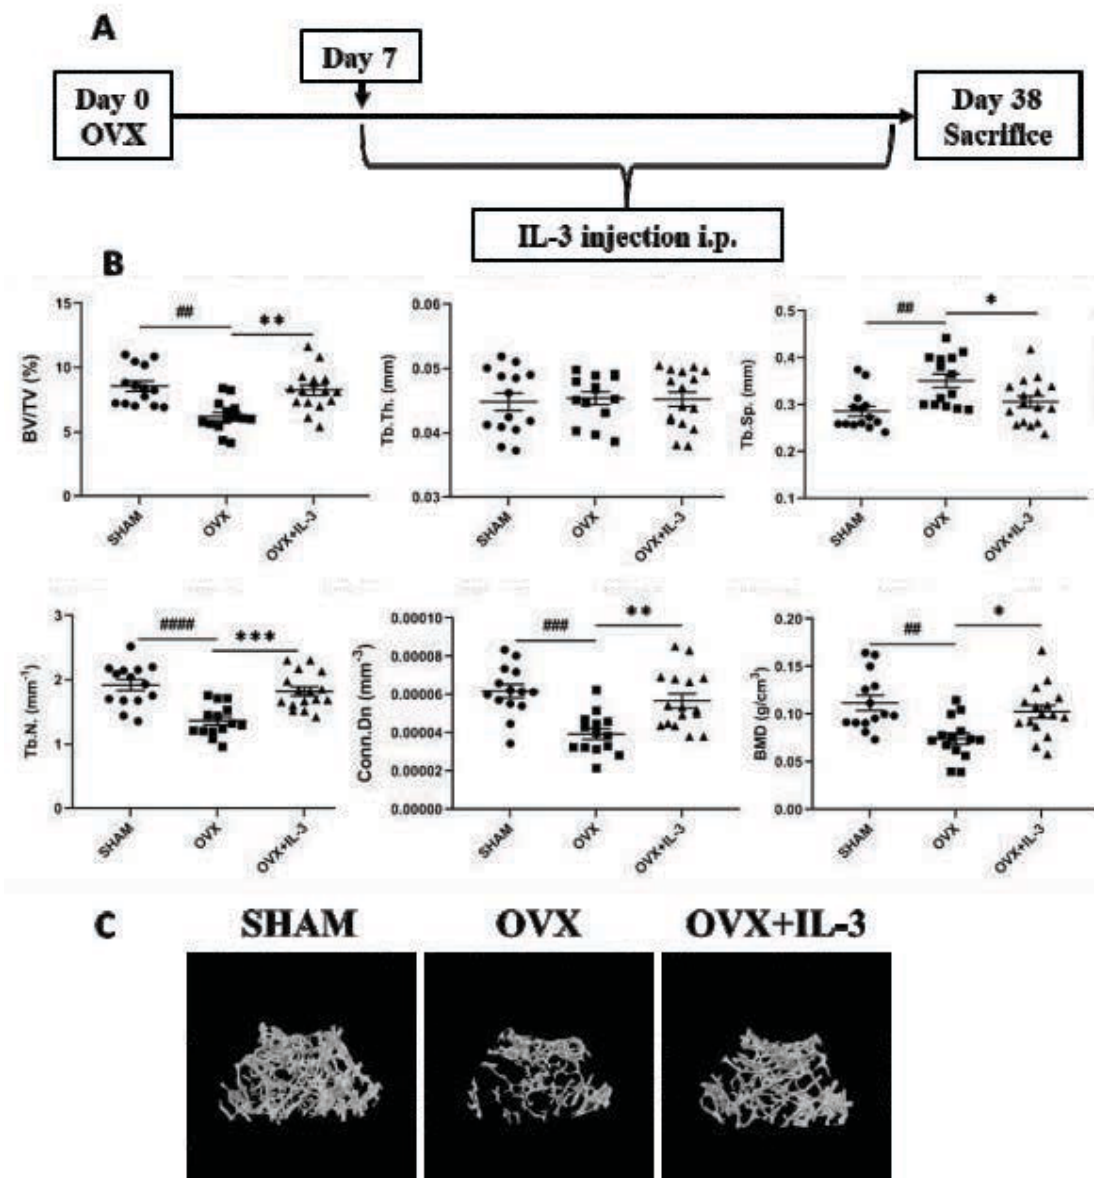 A
Day 0
OVX
Day 7
Day 38
Sacrifice
IL-3 injection i.p.
B
BV/TV (%)
15
10
5
0
##
**
SHAM
OVX
OVX+IL-3
Tb.Th. (mm)
0.06
0.05
0.04
0.03
SHAM
OVX
OVX+IL-3
Tb.Sp. (mm)
0.5
0.4
0.3
0.2
0.1
##
*
SHAM
OVX
OVX+IL-3
Tb.N. (mm⁻¹)
3
2
1
0
####
***
SHAM
OVX
OVX+IL-3
Conn.Dn (mm⁻³)
0.00010
0.00008
0.00006
0.00004
0.00002
0.00000
###
**
SHAM
OVX
OVX+IL-3
BMD (g/cm³)
0.20
0.15
0.10
0.05
0.00
##
*
SHAM
OVX
OVX+IL-3
C
SHAM OVX OVX+IL-3